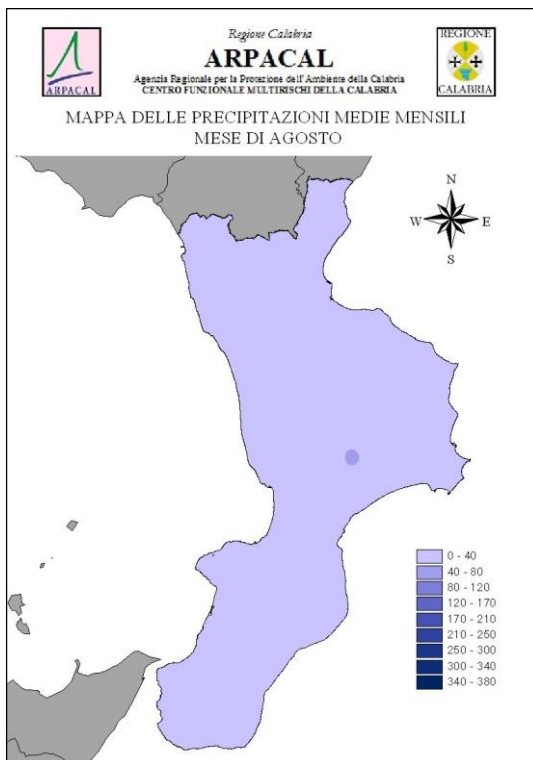 Regione Calabria
ARPACAL
Agenzia Regionale per la Protezione dell'Ambiente della Calabria
CENTRO FUNZIONALE MULTIRISCHI DELLA CALABRIA
ARPACAL
REGIONE
CALABRIA
MAPPA DELLE PRECIPITAZIONI MEDIE MENSILI
MESE DI AGOSTO
N
W E
S
0 - 40
40 - 80
80 - 120
120 - 170
170 - 210
210 - 250
250 - 300
300 - 340
340 - 380